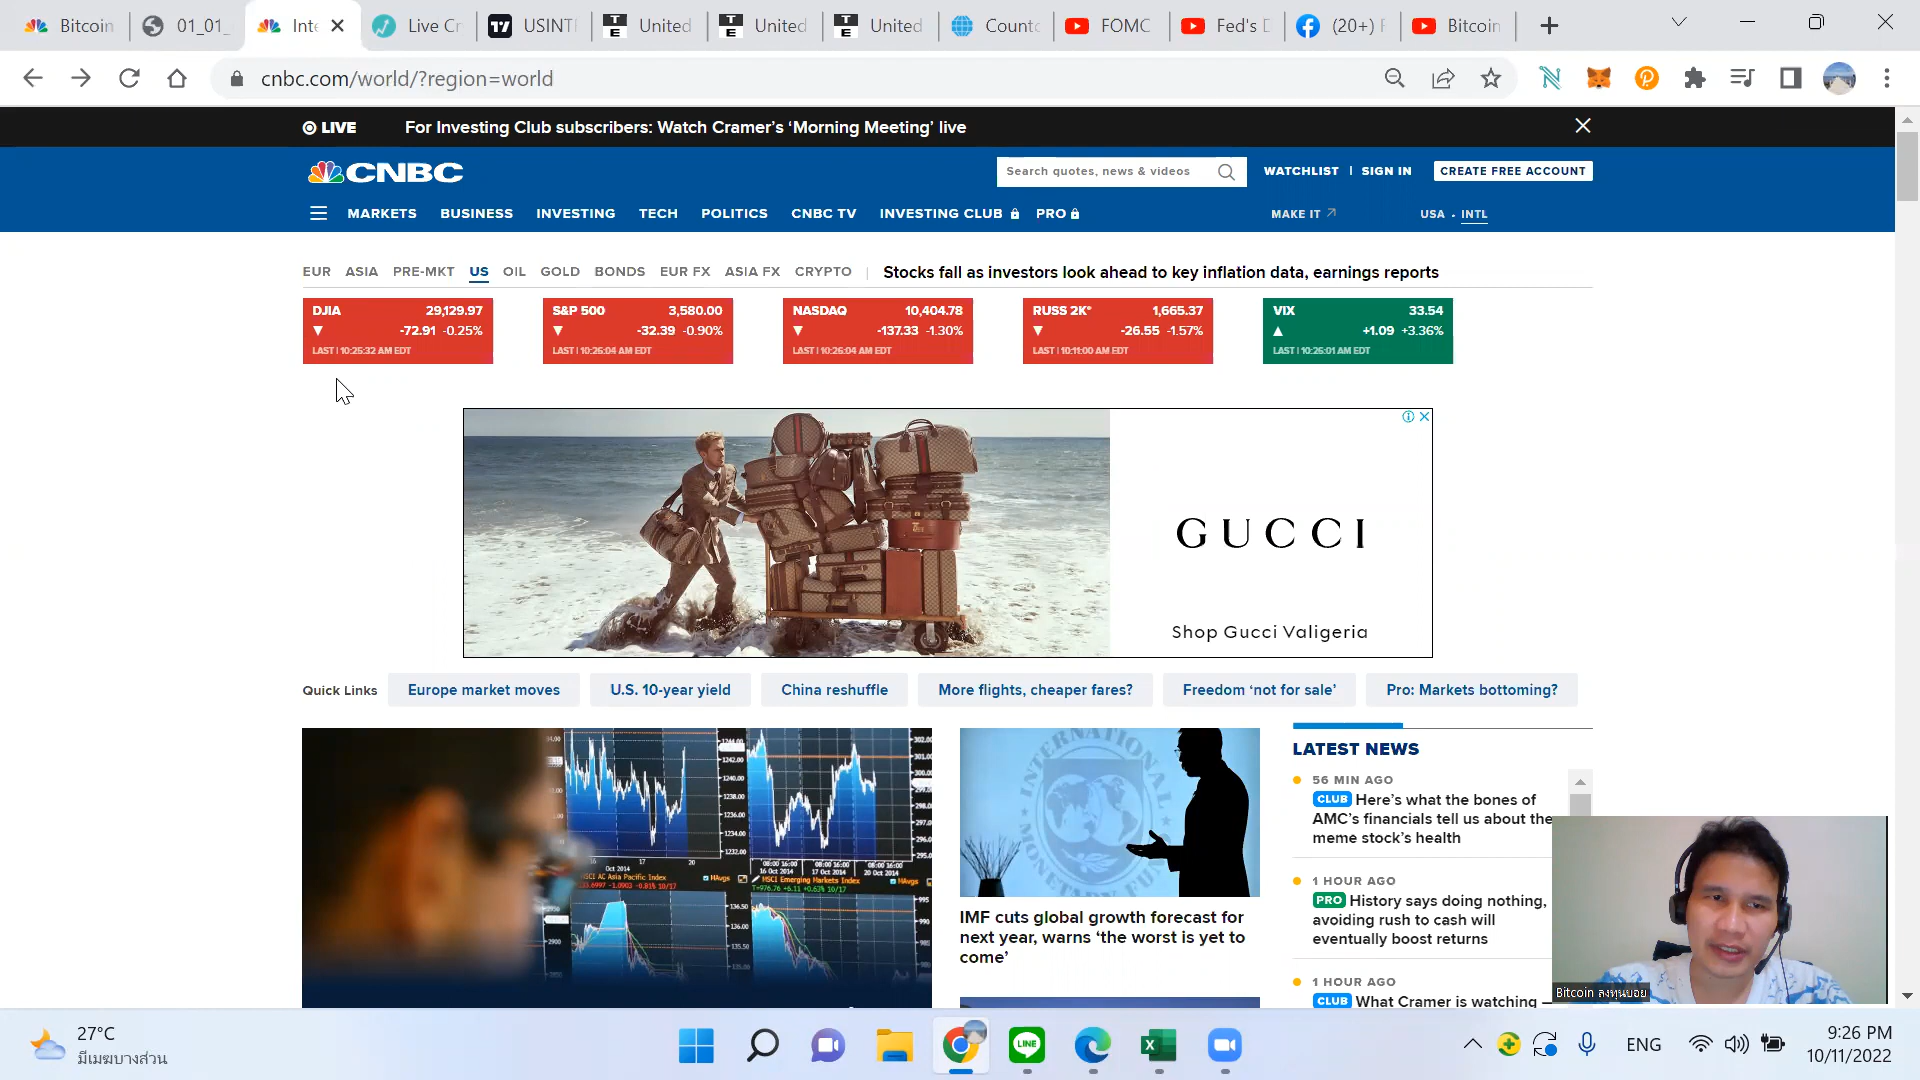 Bitcoin
01_01_
Inte
Live Cr
USINT
United
United
United
Counto
FOMC
Fed's D
(20+) F
Bitcoin
cnbc.com/world/?region=world
LIVE
For Investing Club subscribers: Watch Cramer's ‘Morning Meeting’ live
CNBC
Search quotes, news & videos
WATCHLIST | SIGN IN
CREATE FREE ACCOUNT
MARKETS BUSINESS INVESTING TECH POLITICS CNBC TV INVESTING CLUB PRO
MAKE IT
USA • INTL
EUR ASIA PRE-MKT US OIL GOLD BONDS EUR FX ASIA FX CRYPTO
Stocks fall as investors look ahead to key inflation data, earnings reports
DJIA 29,129.97
▼ -72.91 -0.25%
LAST | 10:25:32 AM EDT
S&P 500 3,580.00
▼ -32.39 -0.90%
LAST | 10:26:04 AM EDT
NASDAQ 10,404.78
▼ -137.33 -1.30%
LAST | 10:26:04 AM EDT
RUSS 2K* 1,665.37
▼ -26.55 -1.57%
LAST | 10:11:00 AM EDT
VIX 33.54
▲ +1.09 +3.36%
LAST | 10:26:01 AM EDT
GUCCI
Shop Gucci Valigeria
Quick Links
Europe market moves
U.S. 10-year yield
China reshuffle
More flights, cheaper fares?
Freedom ‘not for sale’
Pro: Markets bottoming?
IMF cuts global growth forecast for
next year, warns ‘the worst is yet to
come’
LATEST NEWS
56 MIN AGO
CLUB Here's what the bones of
AMC's financials tell us about the
meme stock's health
1 HOUR AGO
PRO History says doing nothing,
avoiding rush to cash will
eventually boost returns
1 HOUR AGO
CLUB What Cramer is watching —
Bitcoin ลงทุนบอย
27°C
มีเมฆบางส่วน
LINE
ENG
9:26 PM
10/11/2022